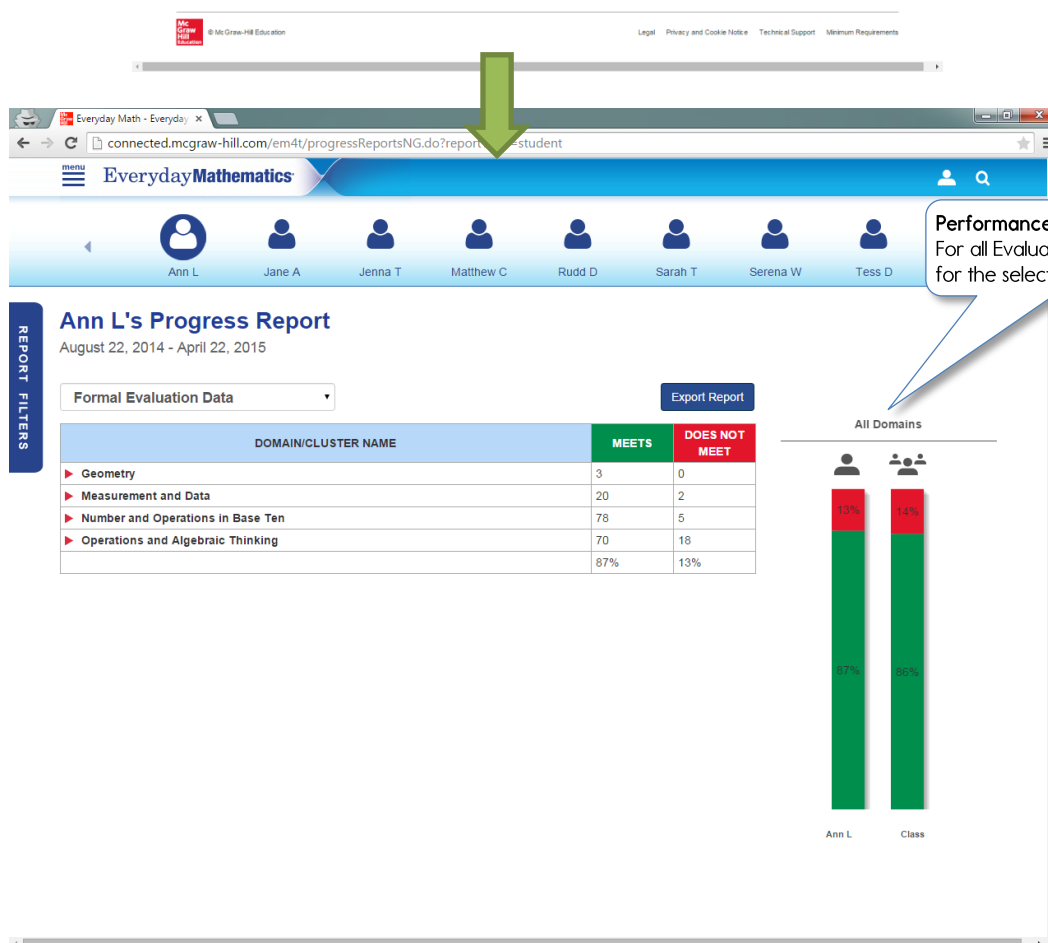 Mc
Graw
Hill
Education
© McGraw-Hill Education
Legal Privacy and Cookie Notice Technical Support Minimum Requirements
Everyday Math - Everyday ×
connected.mcgraw-hill.com/em4t/progressReportsNG.do?report =student
menu
EverydayMathematics
Ann L Jane A Jenna T Matthew C Rudd D Sarah T Serena W Tess D
Performance
For all Evalua
for the select
REPORT FILTERS
Ann L's Progress Report
August 22, 2014 - April 22, 2015
Formal Evaluation Data
Export Report
All Domains
DOMAIN/CLUSTER NAME MEETS DOES NOT MEET
Geometry 3 0
Measurement and Data 20 2
Number and Operations in Base Ten 78 5
Operations and Algebraic Thinking 70 18
87% 13%
13% 14%
87% 86%
Ann L Class